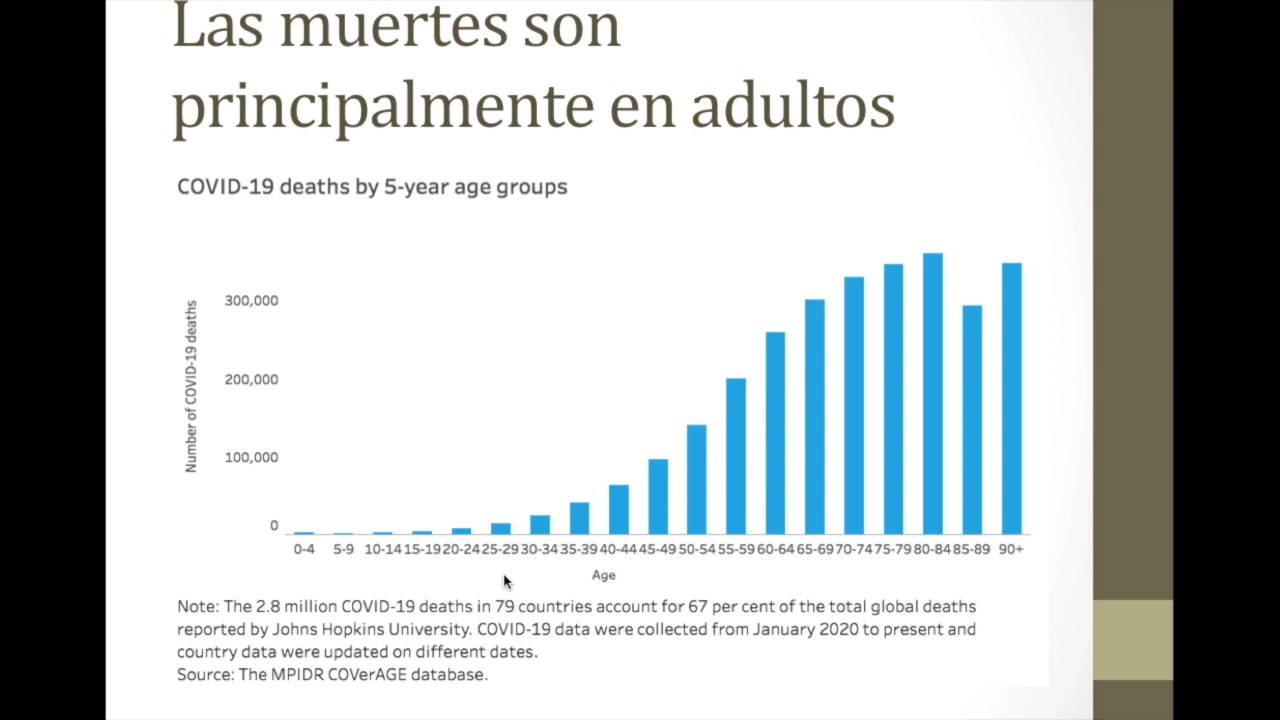 Las muertes son
principalmente en adultos
COVID-19 deaths by 5-year age groups
Number of COVID-19 deaths
300,000
200,000
100,000
0
0-4 5-9 10-14 15-19 20-24 25-29 30-34 35-39 40-44 45-49 50-54 55-59 60-64 65-69 70-74 75-79 80-84 85-89 90+
Age
Note: The 2.8 million COVID-19 deaths in 79 countries account for 67 per cent of the total global deaths
reported by Johns Hopkins University. COVID-19 data were collected from January 2020 to present and
country data were updated on different dates.
Source: The MPIDR COVerAGE database.